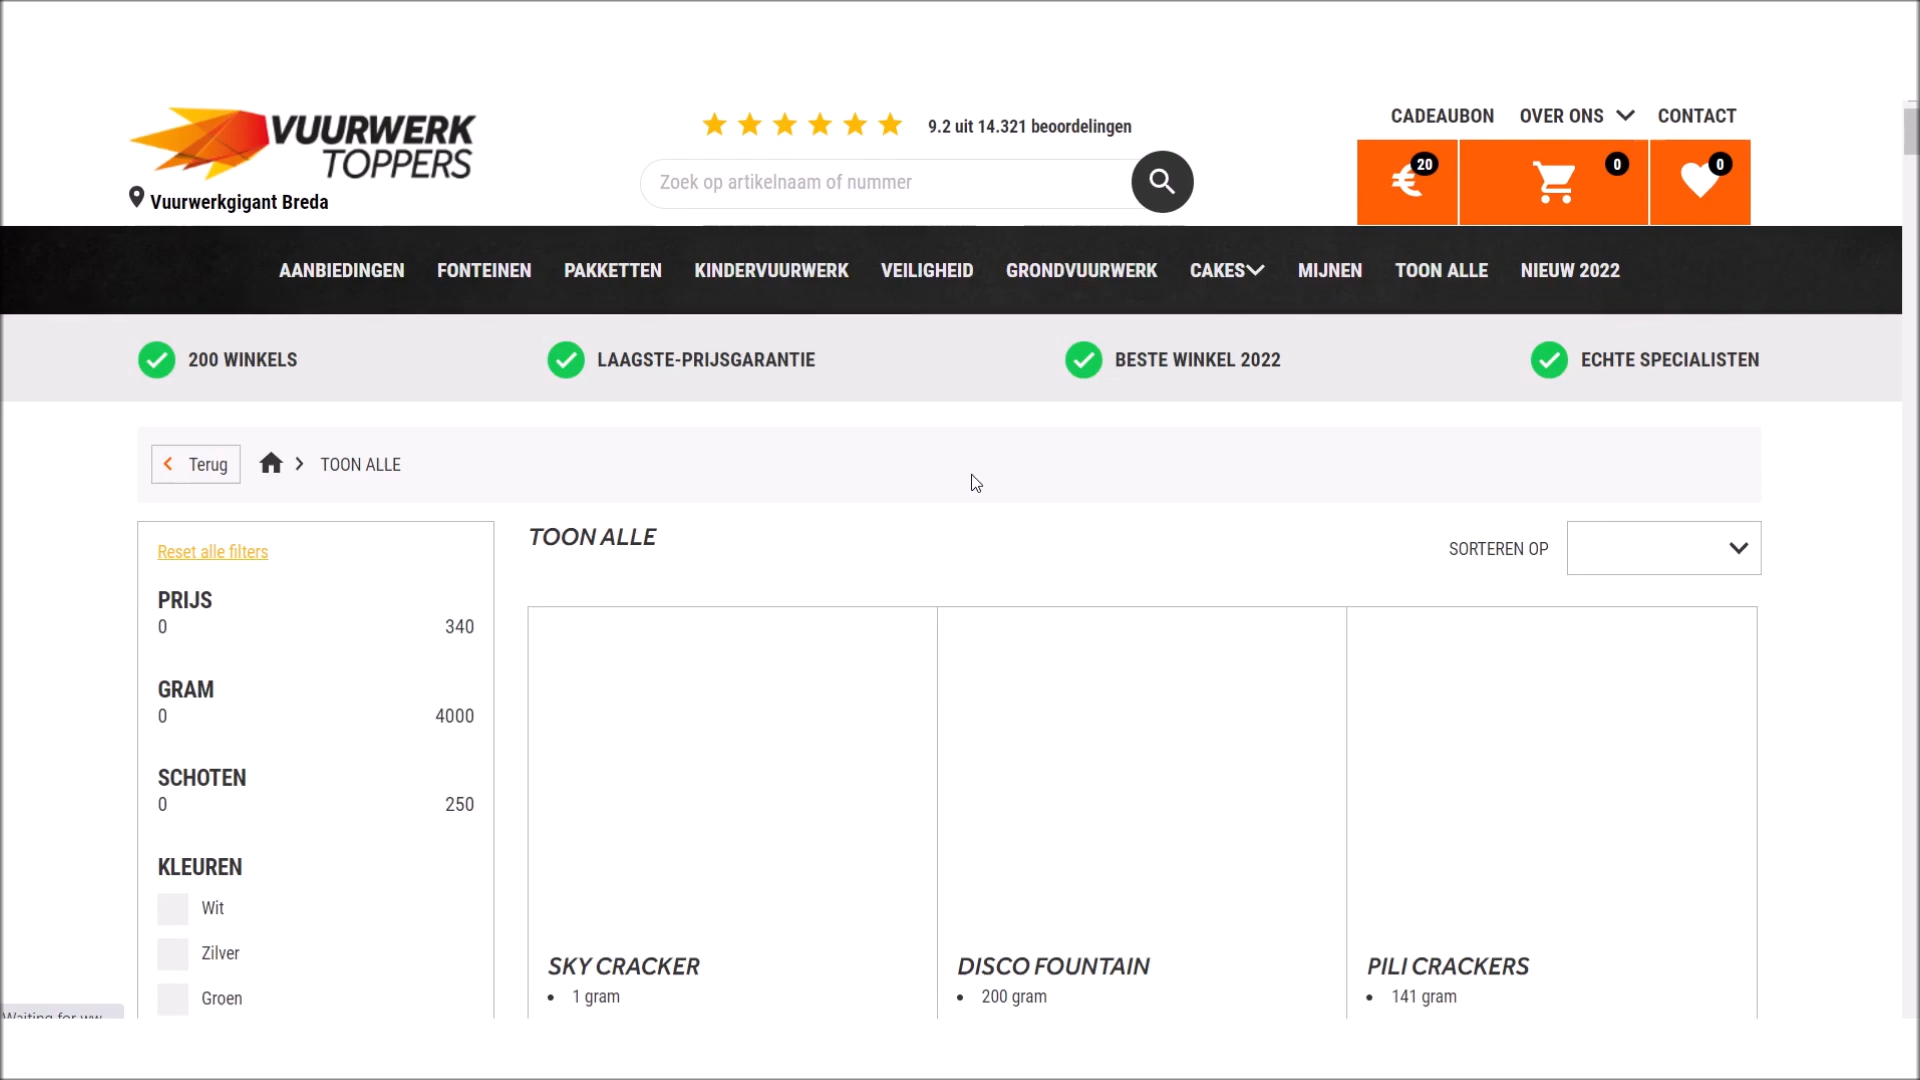 VUURWERK
TOPPERS
Vuurwerkgigant Breda
9.2 uit 14.321 beoordelingen
Zoek op artikelnaam of nummer
CADEAUBON OVER ONS CONTACT
20 0 0
AANBIEDINGEN FONTEINEN PAKKETTEN KINDERVUURWERK VEILIGHEID GRONDVUURWERK CAKES MIJNEN TOON ALLE NIEUW 2022
200 WINKELS LAAGSTE-PRIJSGARANTIE BESTE WINKEL 2022 ECHTE SPECIALISTEN
Terug TOON ALLE
Reset alle filters
PRIJS
0 340
GRAM
0 4000
SCHOTEN
0 250
KLEUREN
Wit
Zilver
Groen
TOON ALLE
SORTEREN OP
SKY CRACKER
• 1 gram
DISCO FOUNTAIN
• 200 gram
PILI CRACKERS
• 141 gram
Waiting for ww